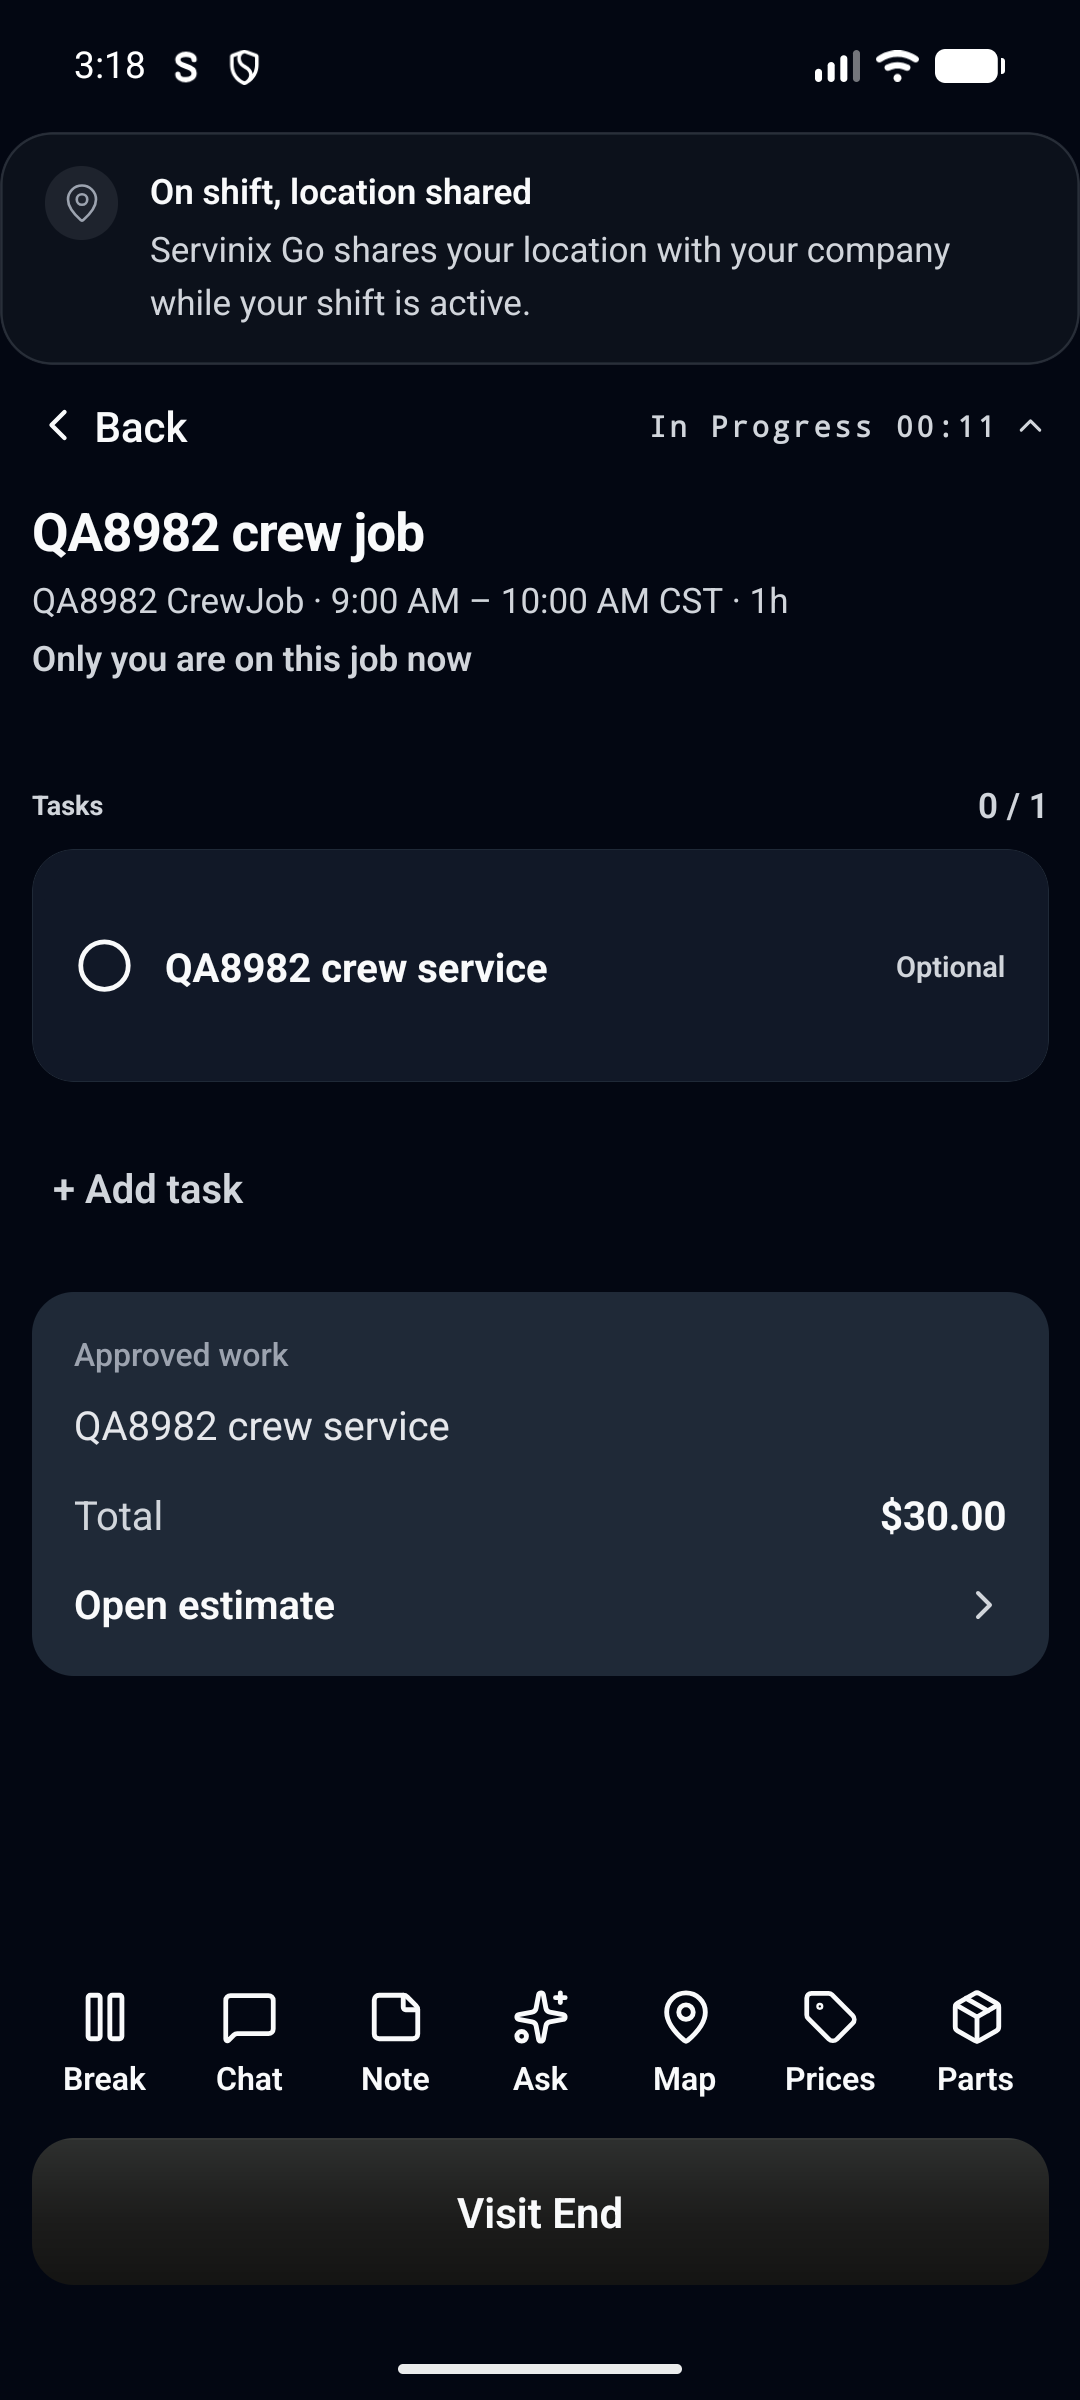 3:18 S
On shift, location shared
Servinix Go shares your location with your company
while your shift is active.
Back
In Progress 00:11
QA8982 crew job
QA8982 CrewJob · 9:00 AM – 10:00 AM CST · 1h
Only you are on this job now
Tasks 0 / 1
QA8982 crew service Optional
+ Add task
Approved work
QA8982 crew service
Total $30.00
Open estimate
Break Chat Note Ask Map Prices Parts
Visit End